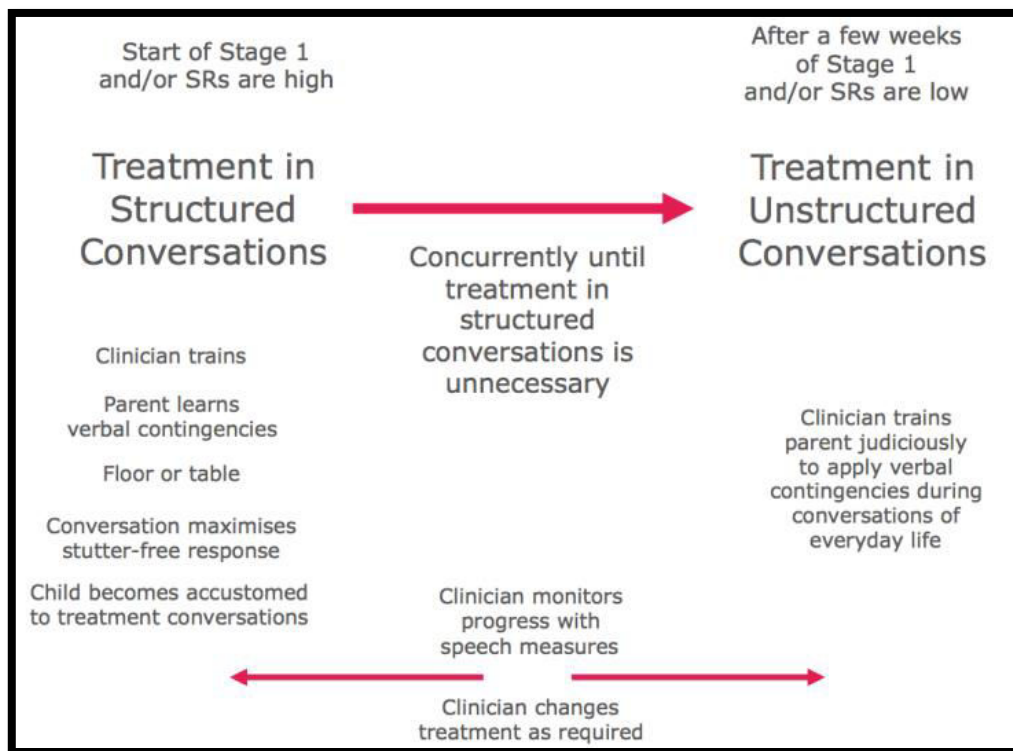 Start of Stage 1
and/or SRs are high
After a few weeks
of Stage 1
and/or SRs are low
Treatment in
Structured
Conversations
Treatment in
Unstructured
Conversations
Concurrently until
treatment in
structured
conversations is
unnecessary
Clinician trains
Parent learns
verbal contingencies
Floor or table
Conversation maximises
stutter-free response
Child becomes accustomed
to treatment conversations
Clinician trains
parent judiciously
to apply verbal
contingencies during
conversations of
everyday life
Clinician monitors
progress with
speech measures
Clinician changes
treatment as required